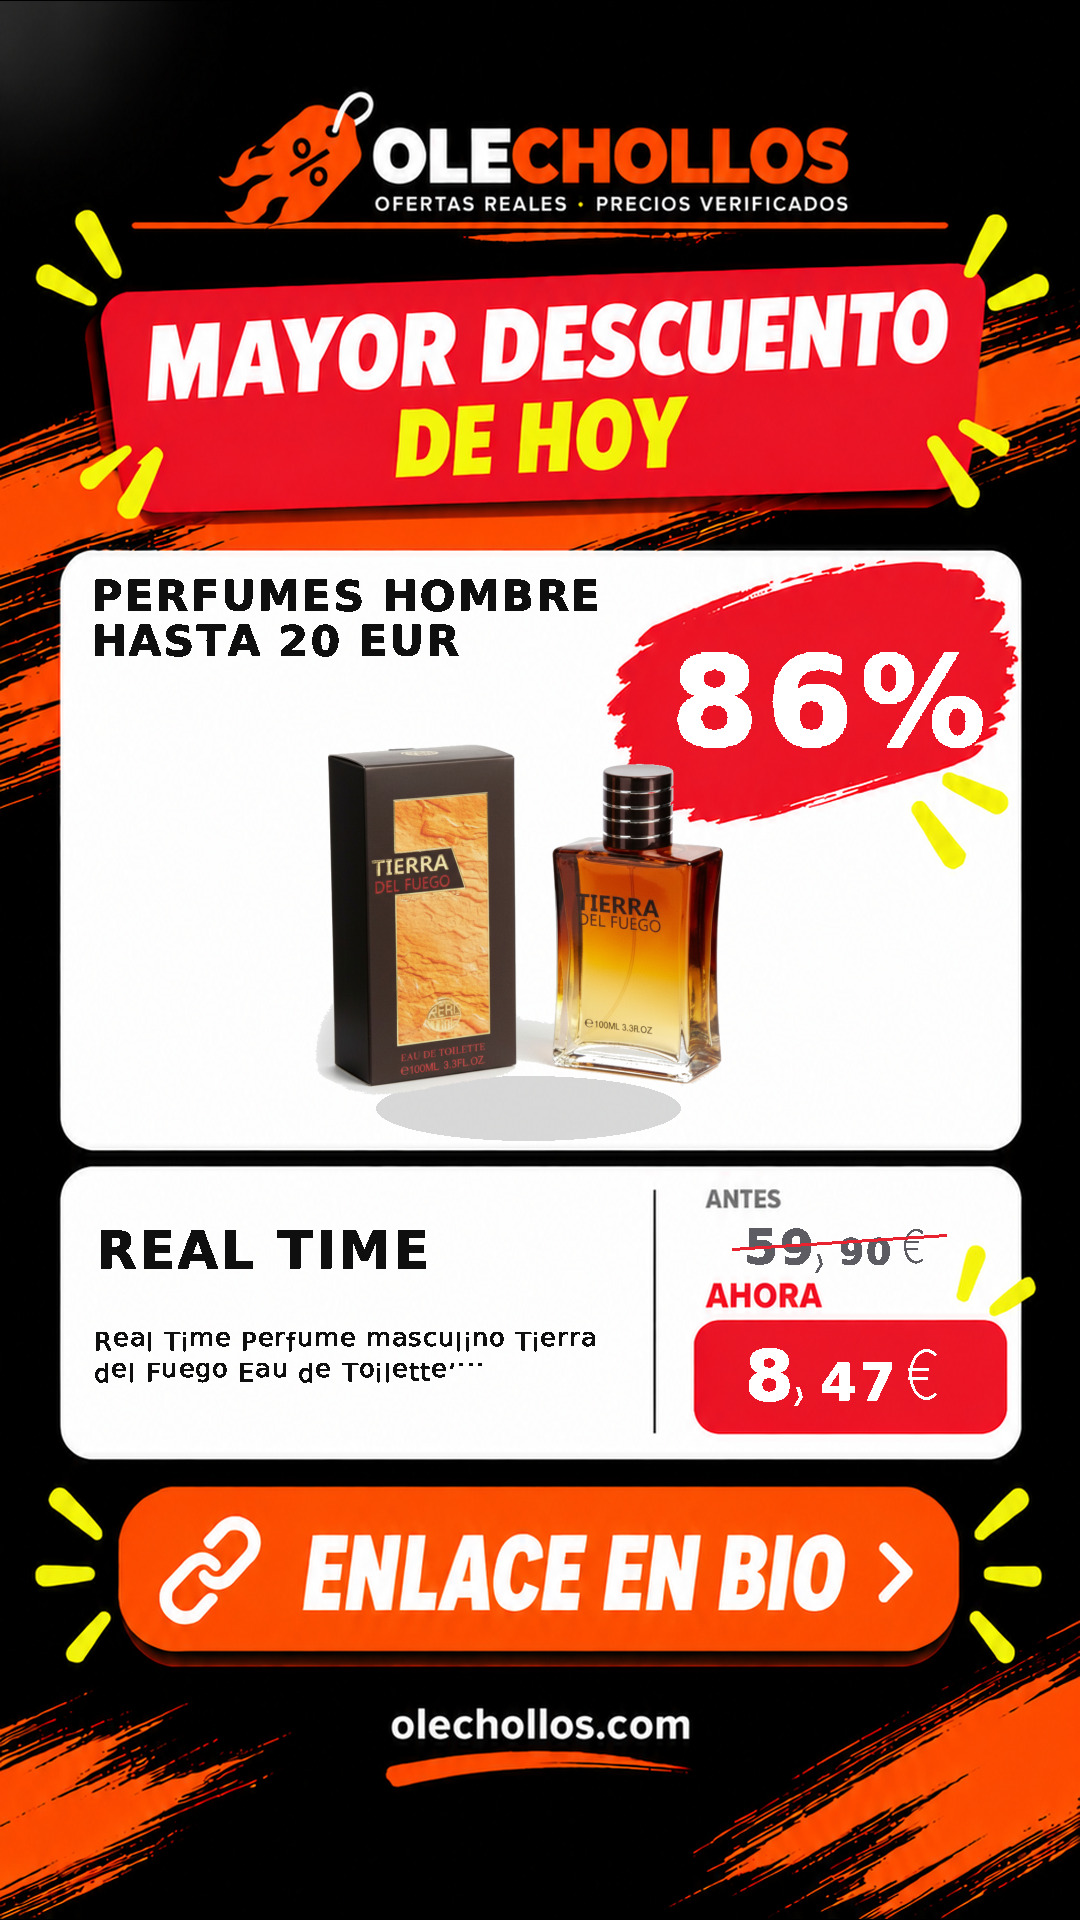 %
OLECHOLLOS
OFERTAS REALES • PRECIOS VERIFICADOS
MAYOR DESCUENTO
DE HOY
PERFUMES HOMBRE
HASTA 20 EUR
86%
TIERRA
DEL FUEGO
EAU DE TOILETTE
℮100ML 3.3FL.OZ
TIERRA
DEL FUEGO
℮100ML 3.3fl.OZ
REAL TIME
Real Time Perfume masculino Tierra
del Fuego Eau de Toilette'···
ANTES
59,90€
AHORA
8,47€
ENLACE EN BIO
olechollos.com